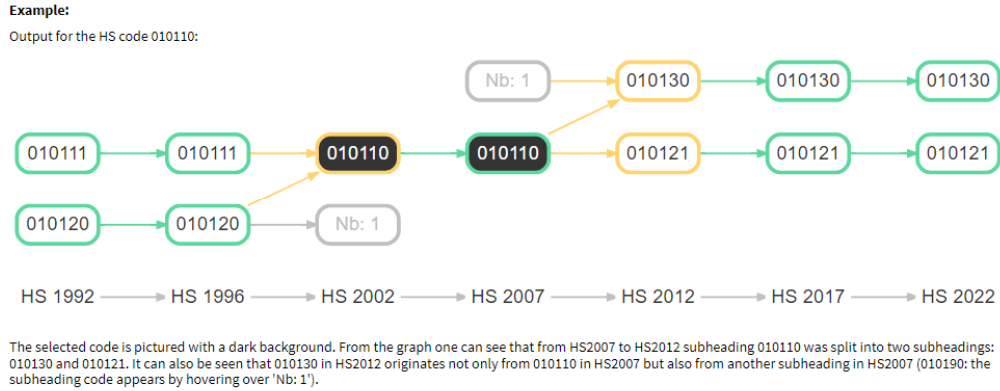 Example:
Output for the HS code 010110:
Nb: 1 010130 010130 010130
010111 010111 010110 010110 010121 010121 010121
010120 010120 Nb: 1
HS 1992 HS 1996 HS 2002 HS 2007 HS 2012 HS 2017 HS 2022
The selected code is pictured with a dark background. From the graph one can see that from HS2007 to HS2012 subheading 010110 was split into two subheadings:
010130 and 010121. It can also be seen that 010130 in HS2012 originates not only from 010110 in HS2007 but also from another subheading in HS2007 (010190: the
subheading code appears by hovering over 'Nb: 1').